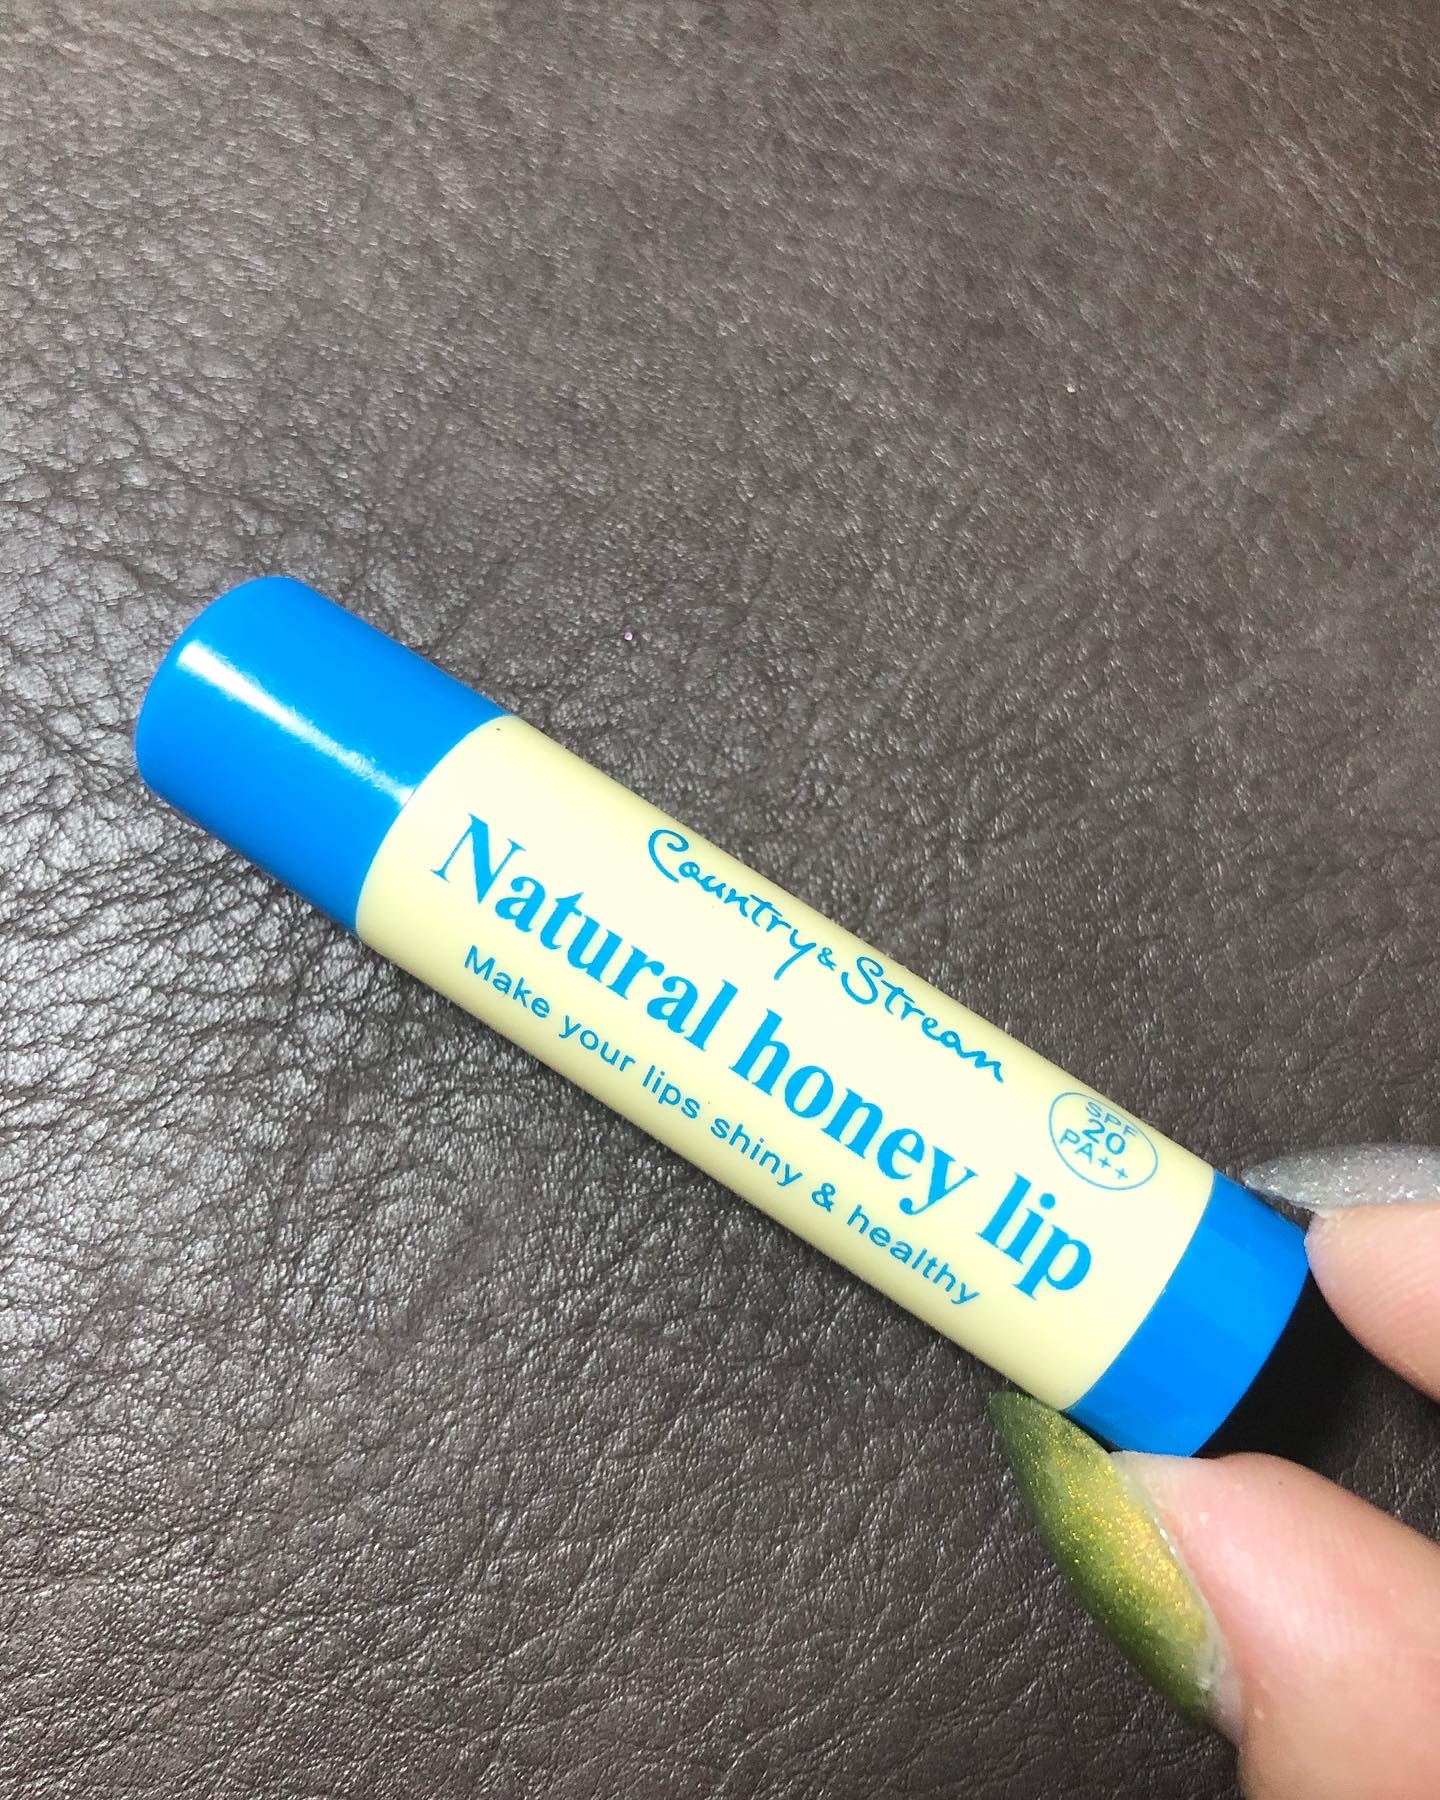 Country & Stream
Natural honey lip
Make your lips shiny & healthy
SPF
20
PA++